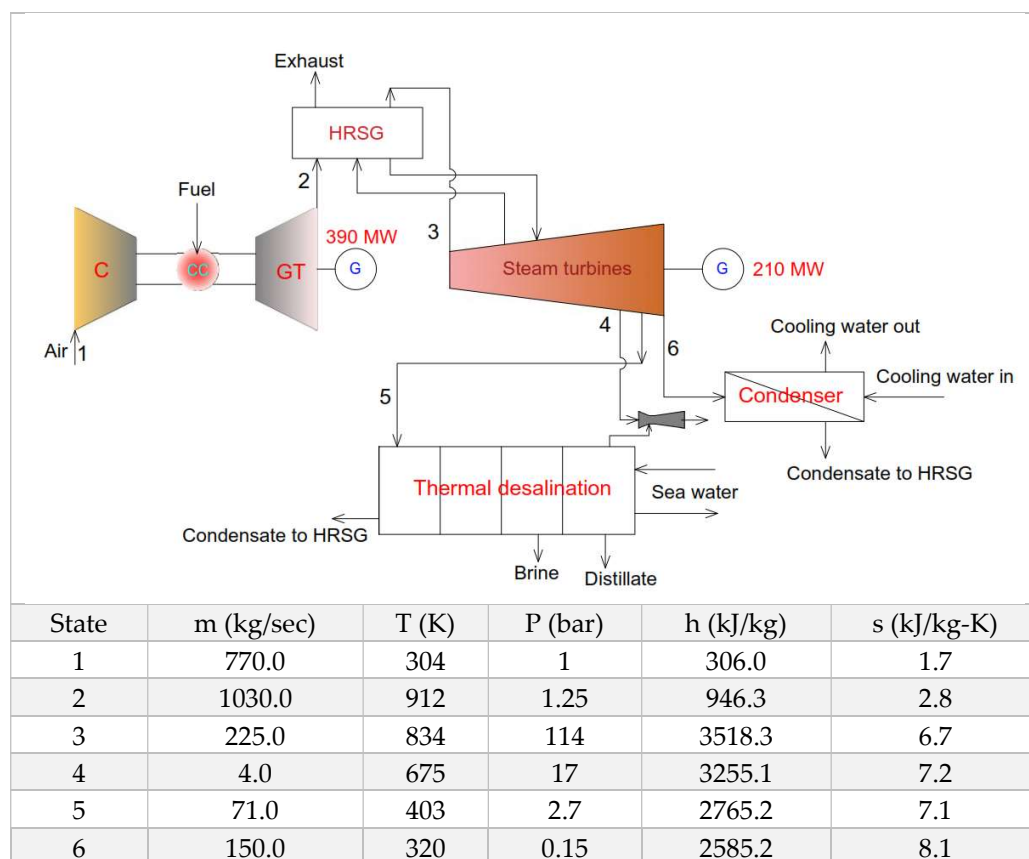 Exhaust
HRSG
2
Fuel
3
390 MW
C
CC
GT
G
Steam turbines
G
210 MW
Air
1
4
6
Cooling water out
Cooling water in
5
Condenser
Condensate to HRSG
Thermal desalination
Sea water
Condensate to HRSG
Brine
Distillate
State m (kg/sec) T (K) P (bar) h (kJ/kg) s (kJ/kg-K)
1 770.0 304 1 306.0 1.7
2 1030.0 912 1.25 946.3 2.8
3 225.0 834 114 3518.3 6.7
4 4.0 675 17 3255.1 7.2
5 71.0 403 2.7 2765.2 7.1
6 150.0 320 0.15 2585.2 8.1